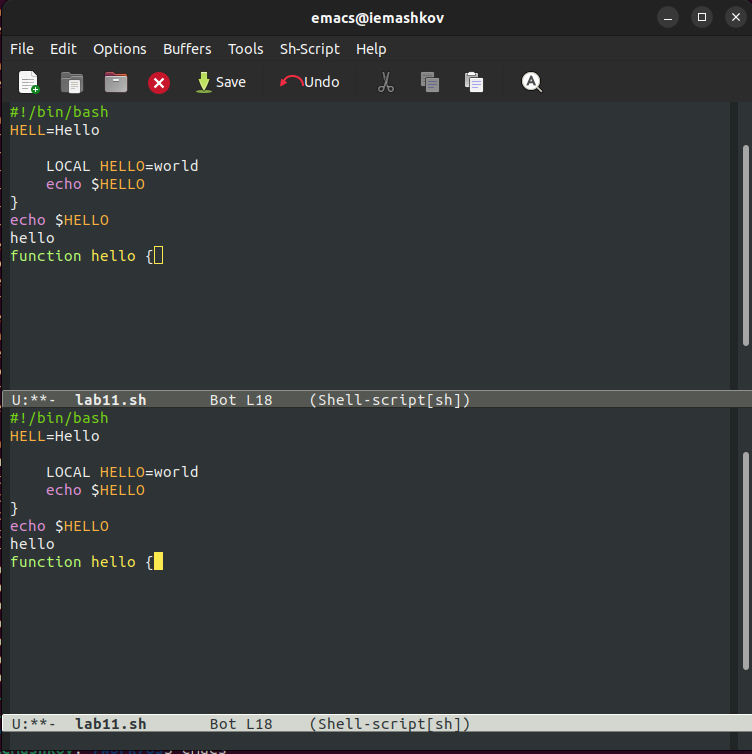 emacs@iemashkov
File Edit Options Buffers Tools Sh-Script Help
Save Undo
#!/bin/bash
HELL=Hello
LOCAL HELLO=world
echo $HELLO
}
echo $HELLO
hello
function hello {
U:**- lab11.sh Bot L18 (Shell-script[sh])
#!/bin/bash
HELL=Hello
LOCAL HELLO=world
echo $HELLO
}
echo $HELLO
hello
function hello {
U:**- lab11.sh Bot L18 (Shell-script[sh])